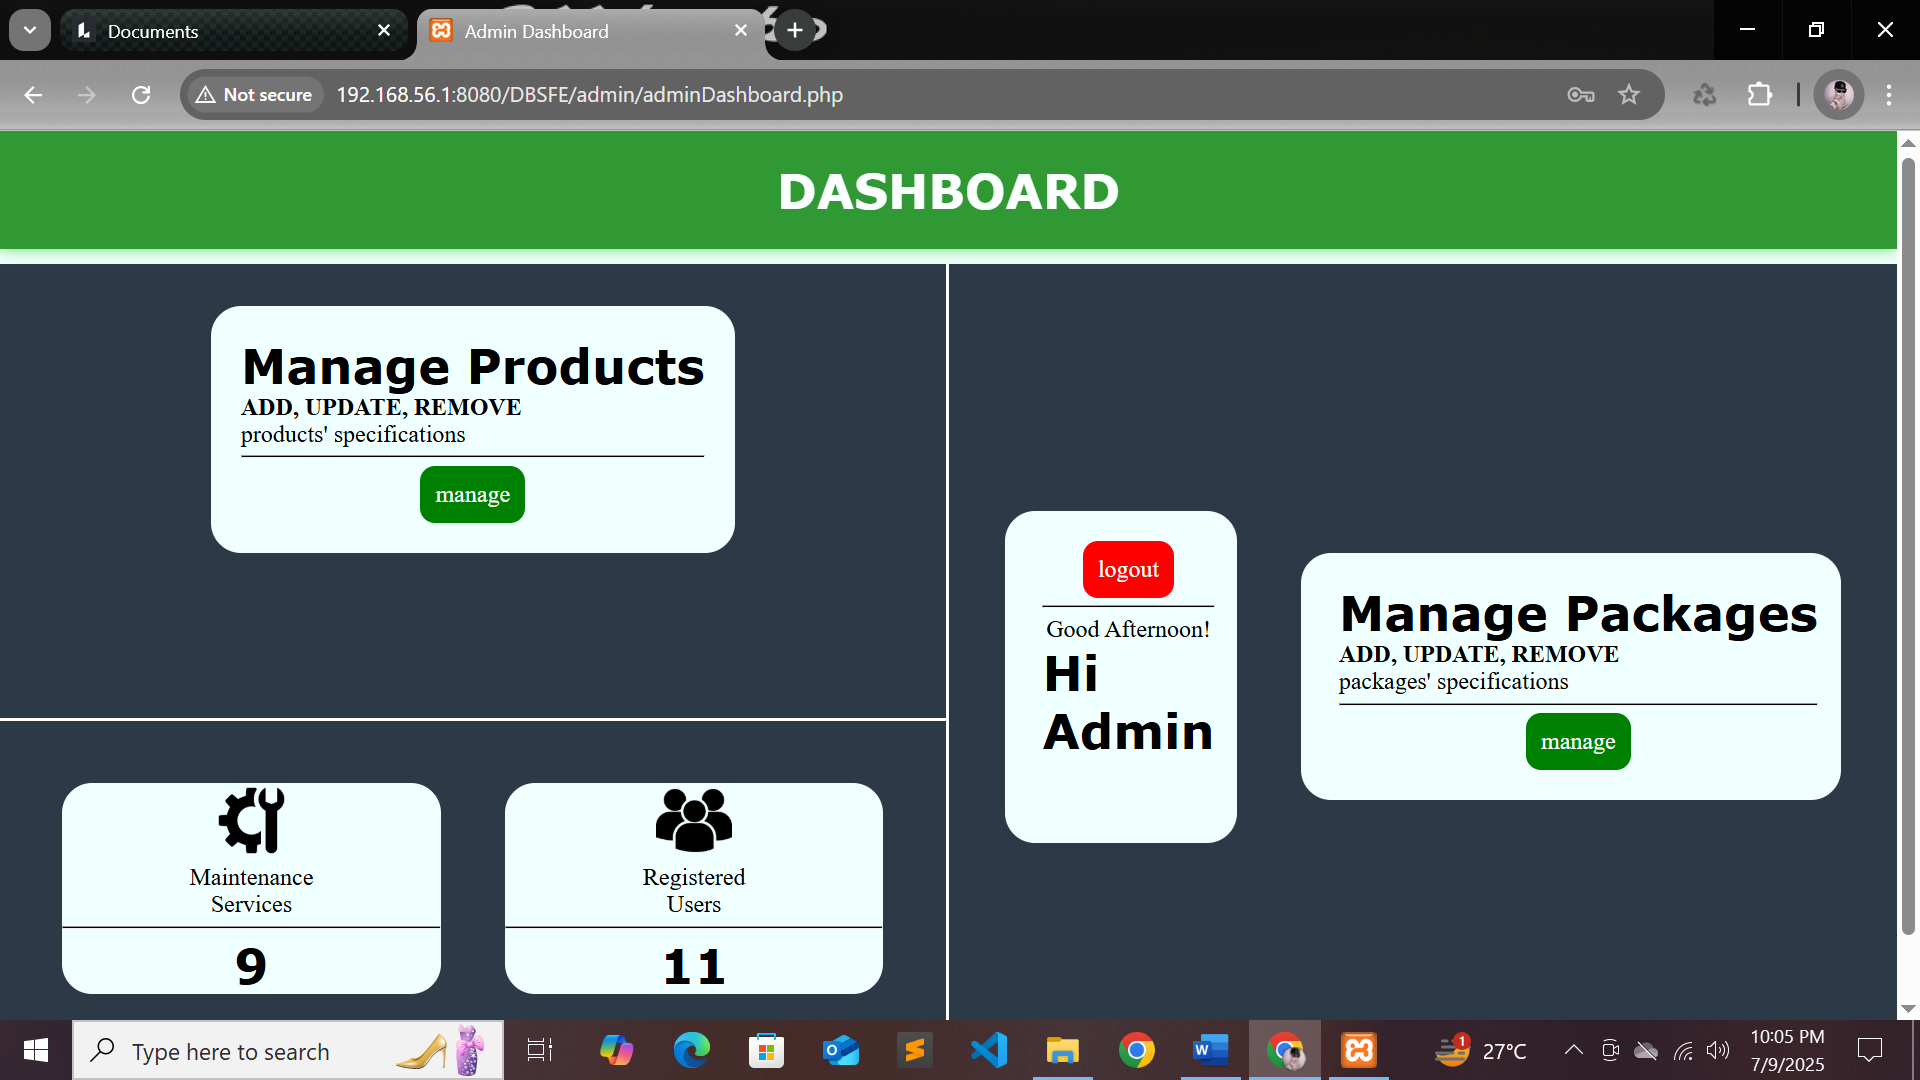 Documents
Admin Dashboard
Not secure
192.168.56.1:8080/DBSFE/admin/adminDashboard.php
DASHBOARD
Manage Products
ADD, UPDATE, REMOVE
products' specifications
manage
logout
Good Afternoon!
Hi
Admin
Manage Packages
ADD, UPDATE, REMOVE
packages' specifications
manage
Maintenance
Services
9
Registered
Users
11
Type here to search
1
27°C
10:05 PM
7/9/2025